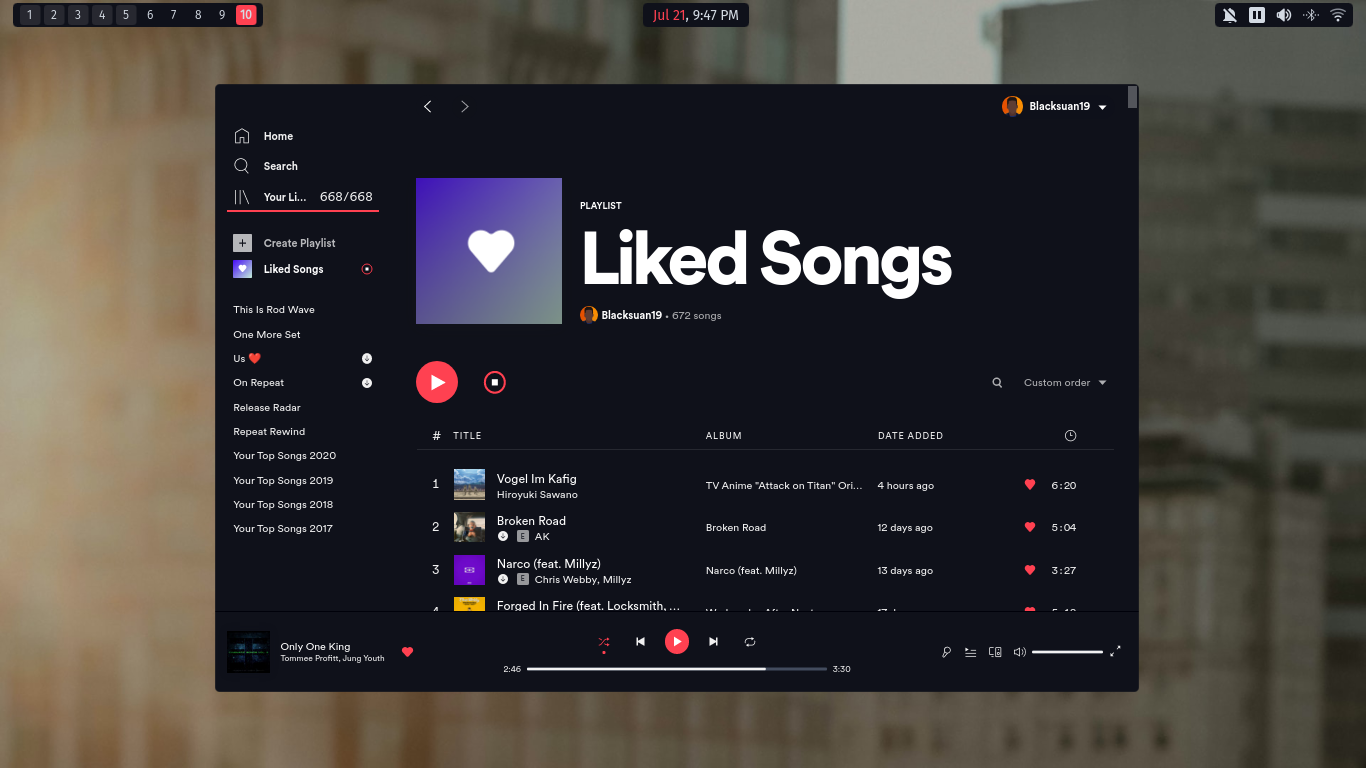 1 2 3 4 5 6 7 8 9 10
Jul 21, 9:47 PM
Blacksuan19
Home
Search
Your Li... 668/668
Create Playlist
Liked Songs
This Is Rod Wave
One More Set
Us ❤️
On Repeat
Release Radar
Repeat Rewind
Your Top Songs 2020
Your Top Songs 2019
Your Top Songs 2018
Your Top Songs 2017
PLAYLIST
Liked Songs
Blacksuan19 • 672 songs
Custom order
# TITLE ALBUM DATE ADDED
1 Vogel Im Kafig TV Anime "Attack on Titan" Ori... 4 hours ago 6:20
Hiroyuki Sawano
2 Broken Road Broken Road 12 days ago 5:04
E AK
3 Narco (feat. Millyz) Narco (feat. Millyz) 13 days ago 3:27
E Chris Webby, Millyz
Forged In Fire (feat. Locksmith, ...
Only One King
Tommee Profitt, Jung Youth
2:46 3:30